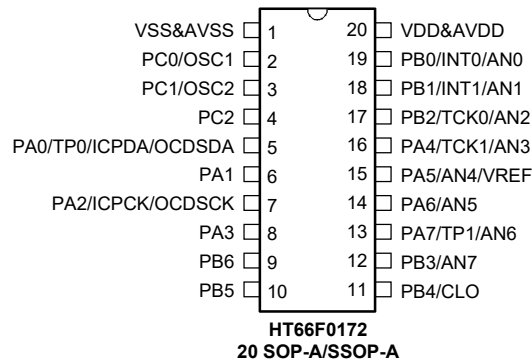 VSS&AVSS 1 20 VDD&AVDD
PC0/OSC1 2 19 PB0/INT0/AN0
PC1/OSC2 3 18 PB1/INT1/AN1
PC2 4 17 PB2/TCK0/AN2
PA0/TP0/ICPDA/OCDSDA 5 16 PA4/TCK1/AN3
PA1 6 15 PA5/AN4/VREF
PA2/ICPCK/OCDSCK 7 14 PA6/AN5
PA3 8 13 PA7/TP1/AN6
PB6 9 12 PB3/AN7
PB5 10 11 PB4/CLO
HT66F0172
20 SOP-A/SSOP-A